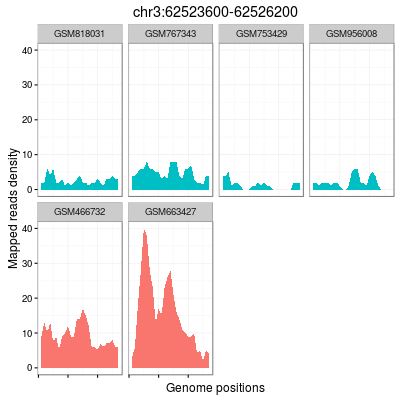 chr3:62523600-62526200
GSM818031 GSM767343 GSM753429 GSM956008
40
30
20
10
0
GSM466732 GSM663427
40
30
20
10
0
Mapped reads density
Genome positions